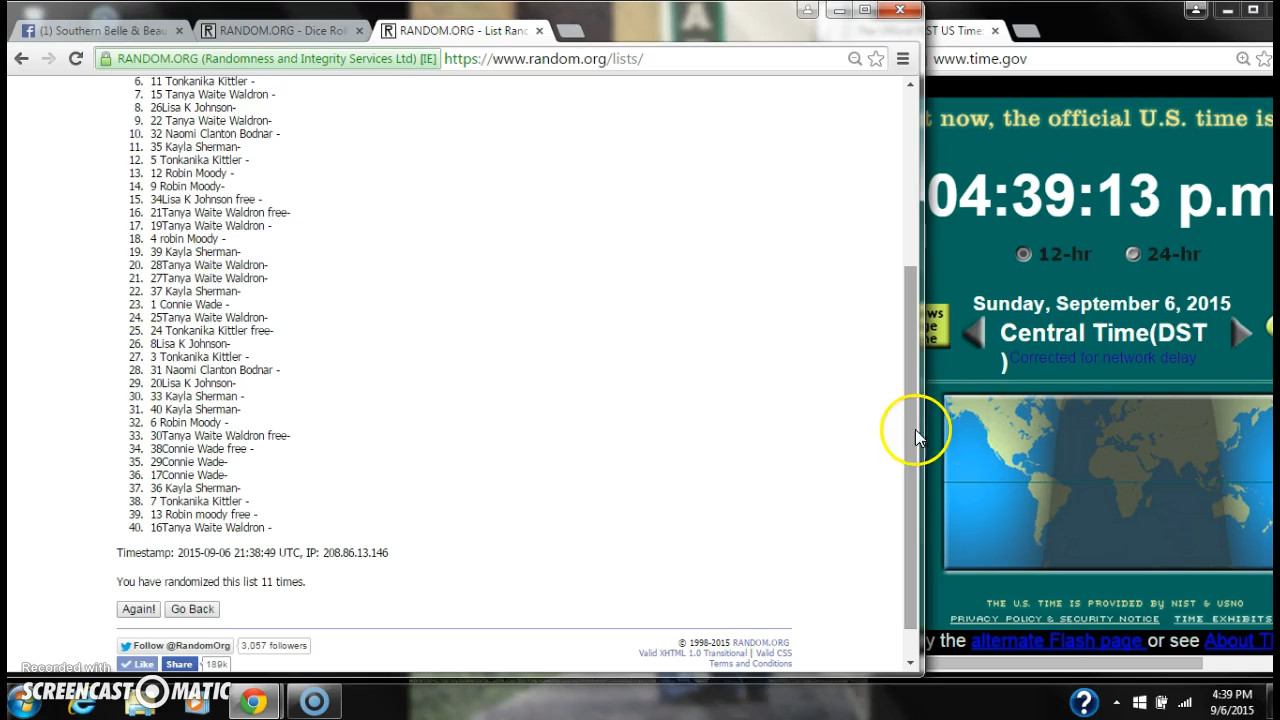 (1) Southern Belle & Beau
RANDOM.ORG - Dice Roll
RANDOM.ORG - List Rand
ST US Time
RANDOM.ORG (Randomness and Integrity Services Ltd) [IE]
https://www.random.org/lists/
www.time.gov
6. 11 Tonkanika Kittler -
7. 15 Tanya Waite Waldron -
8. 26Lisa K Johnson-
9. 22 Tanya Waite Waldron-
10. 32 Naomi Clanton Bodnar -
11. 35 Kayla Sherman-
12. 5 Tonkanika Kittler -
13. 12 Robin Moody -
14. 9 Robin Moody-
15. 34Lisa K Johnson free -
16. 21Tanya Waite Waldron free-
17. 19Tanya Waite Waldron -
18. 4 robin Moody -
19. 39 Kayla Sherman-
20. 28Tanya Waite Waldron-
21. 27Tanya Waite Waldron-
22. 37 Kayla Sherman-
23. 1 Connie Wade -
24. 25Tanya Waite Waldron-
25. 24 Tonkanika Kittler free-
26. 8Lisa K Johnson-
27. 3 Tonkanika Kittler -
28. 31 Naomi Clanton Bodnar -
29. 20Lisa K Johnson-
30. 33 Kayla Sherman -
31. 40 Kayla Sherman-
32. 6 Robin Moody -
33. 30Tanya Waite Waldron free-
34. 38Connie Wade free -
35. 29Connie Wade-
36. 17Connie Wade-
37. 36 Kayla Sherman-
38. 7 Tonkanika Kittler -
39. 13 Robin moody free -
40. 16Tanya Waite Waldron -
Timestamp: 2015-09-06 21:38:49 UTC, IP: 208.86.13.146
You have randomized this list 11 times.
Again! Go Back
Follow @RandomOrg 3,057 followers
Like Share 189k
© 1998-2015 RANDOM.ORG
Valid XHTML 1.0 Transitional | Valid CSS
Terms and Conditions
t now, the official U.S. time is
04:39:13 p.m
12-hr 24-hr
Sunday, September 6, 2015
Central Time(DST
)
Corrected for network delay
THE U.S. TIME IS PROVIDED BY NIST & USNO
PRIVACY POLICY & SECURITY NOTICE TIME EXHIBITS
y the alternate Flash page or see About T
Recorded with
SCREENCAST MATIC
4:39 PM
9/6/2015